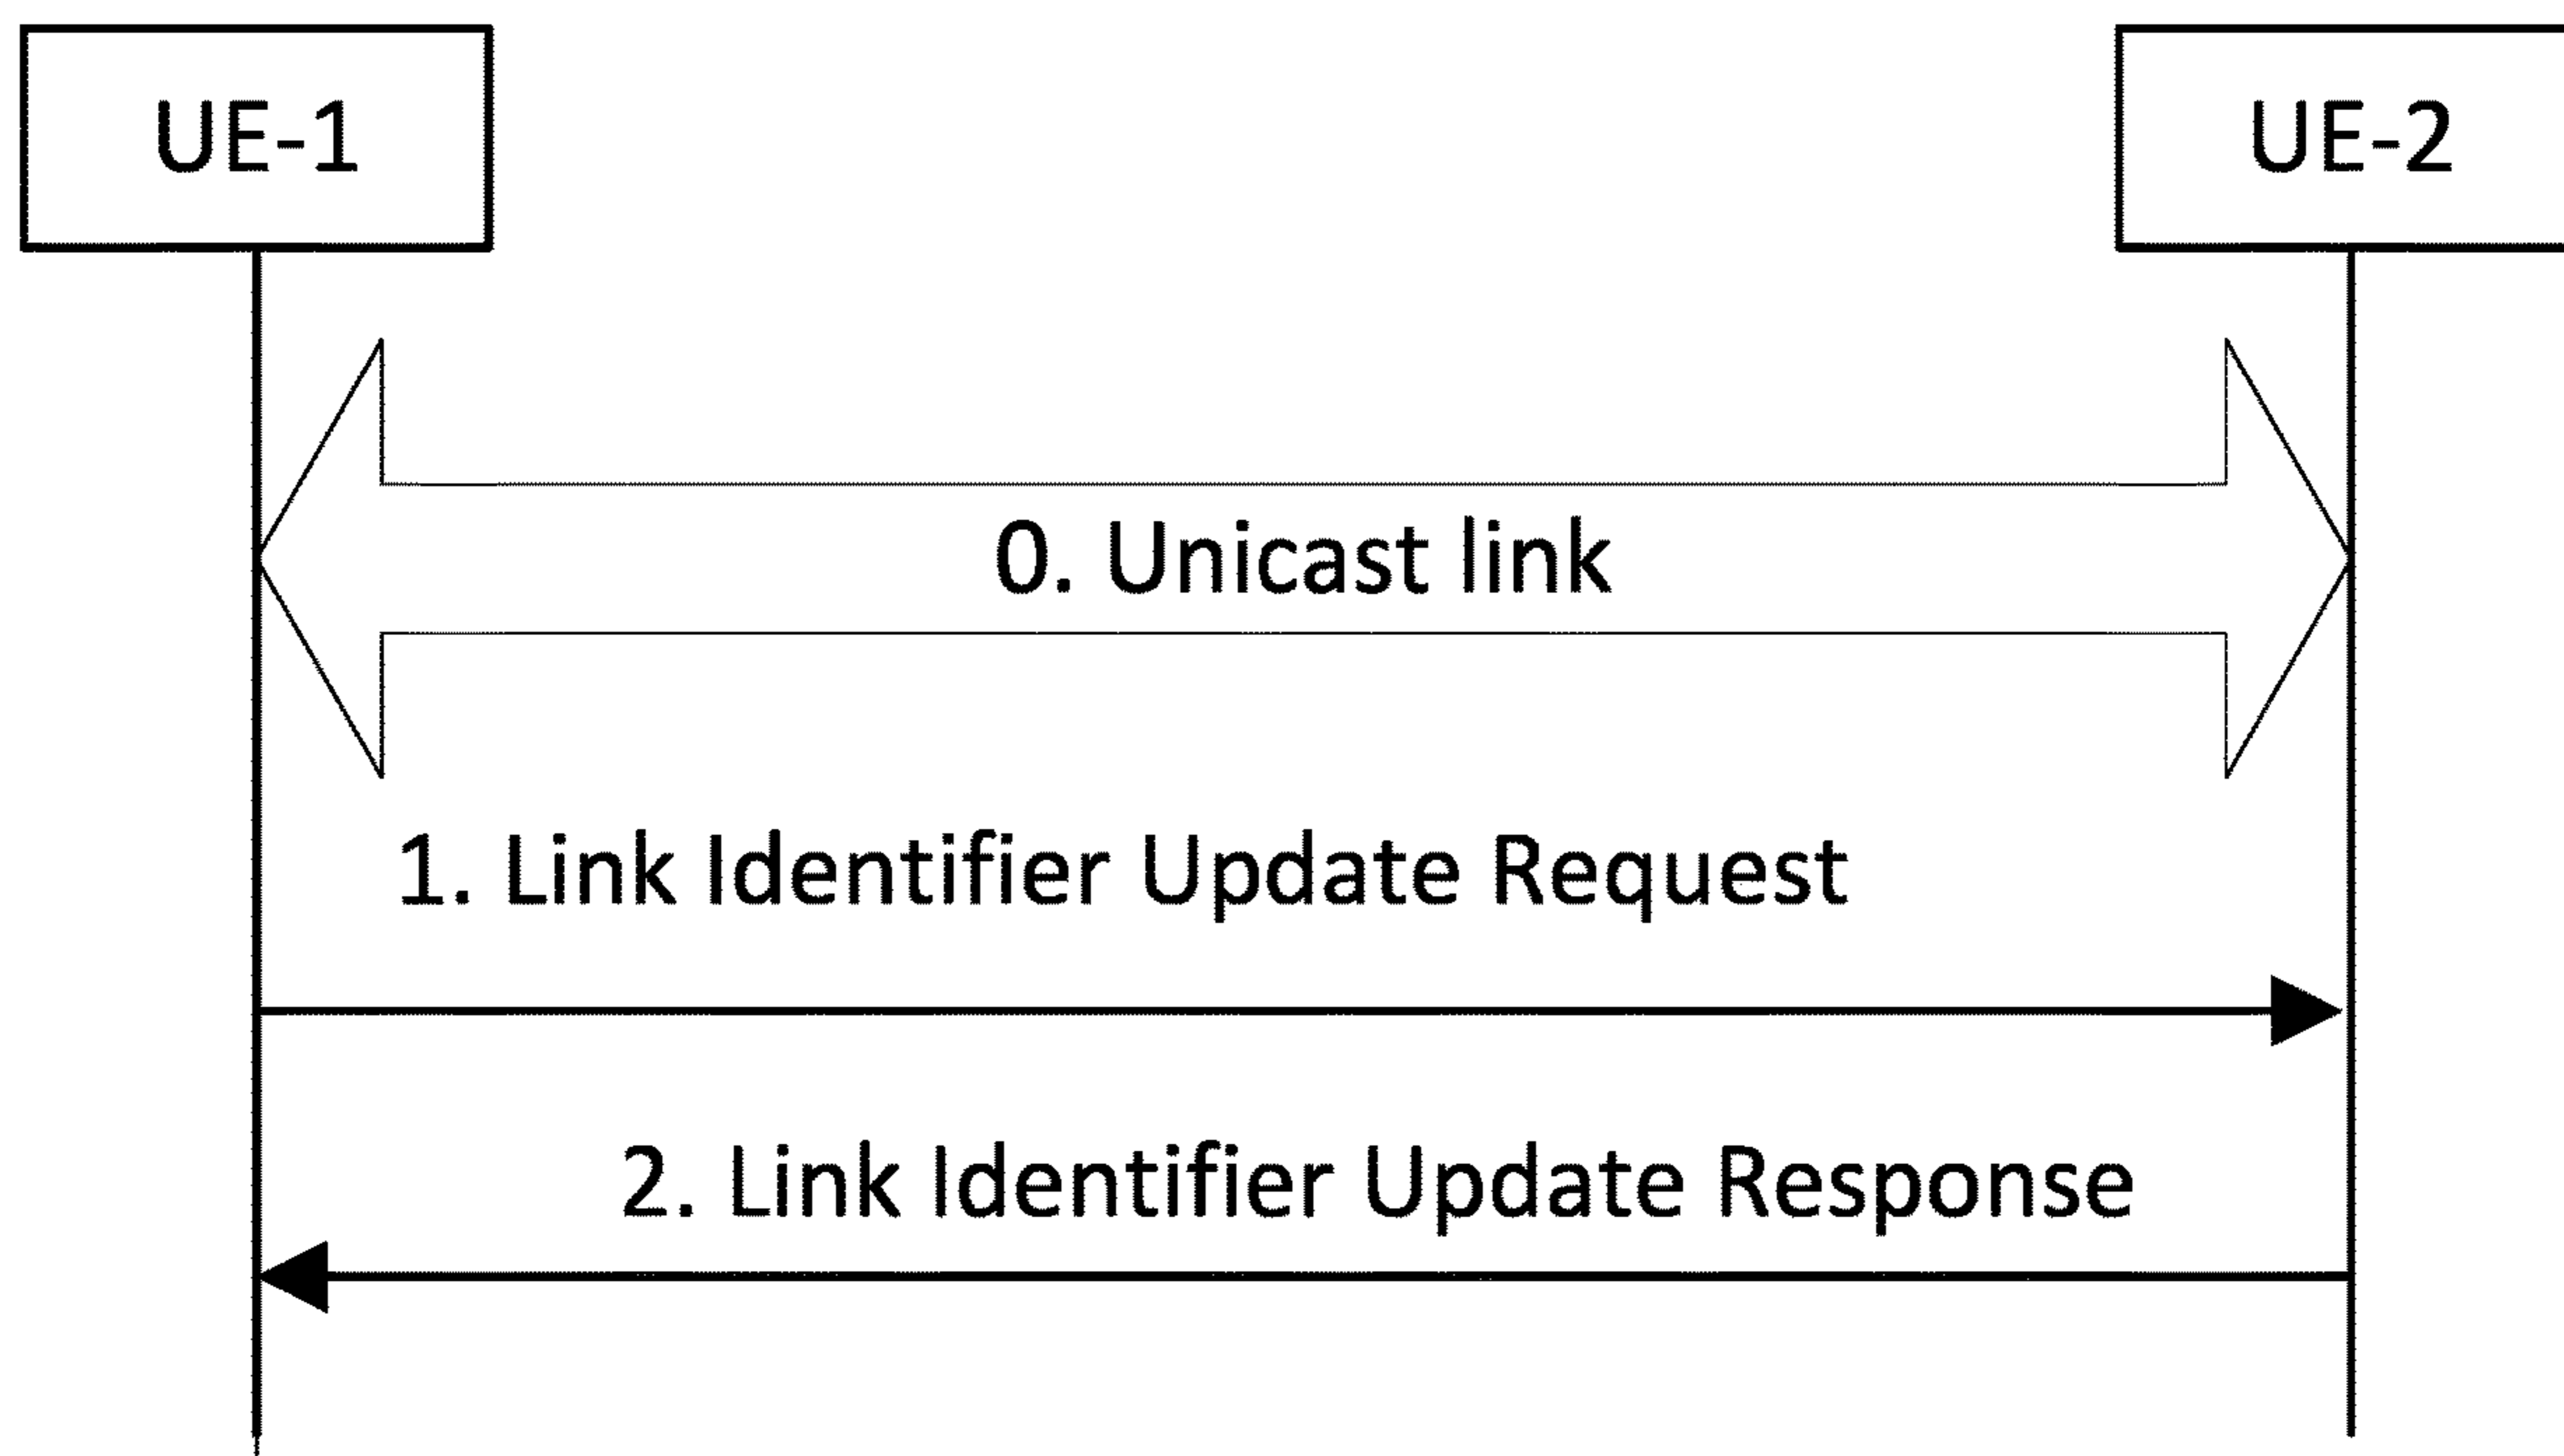 UE-1
UE-2
0. Unicast link
1. Link Identifier Update Request
2. Link Identifier Update Response